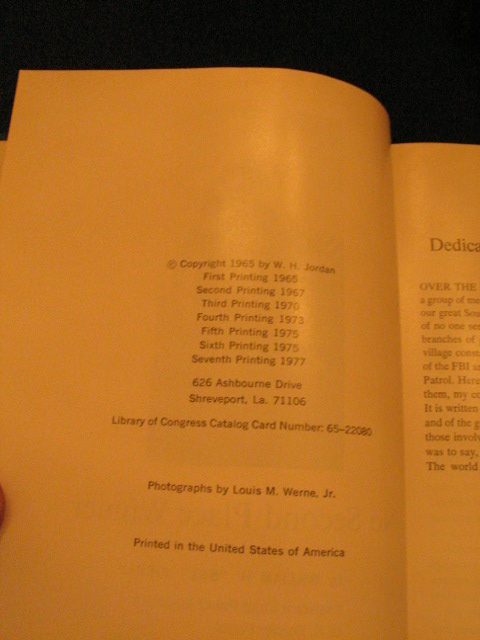 © Copyright 1965 by W. H. Jordan
First Printing 1965
Second Printing 1967
Third Printing 1970
Fourth Printing 1973
Fifth Printing 1975
Sixth Printing 1975
Seventh Printing 1977
626 Ashbourne Drive
Shreveport, La. 71106
Library of Congress Catalog Card Number: 65-22080
Photographs by Louis M. Werne, Jr.
Printed in the United States of America
Dedica
OVER THE
a group of me
our great Sou
of no one ser
branches of
village const
of the FBI a
Patrol. Here
them, my co
It is written
and of the g
those involv
was to say,
The world